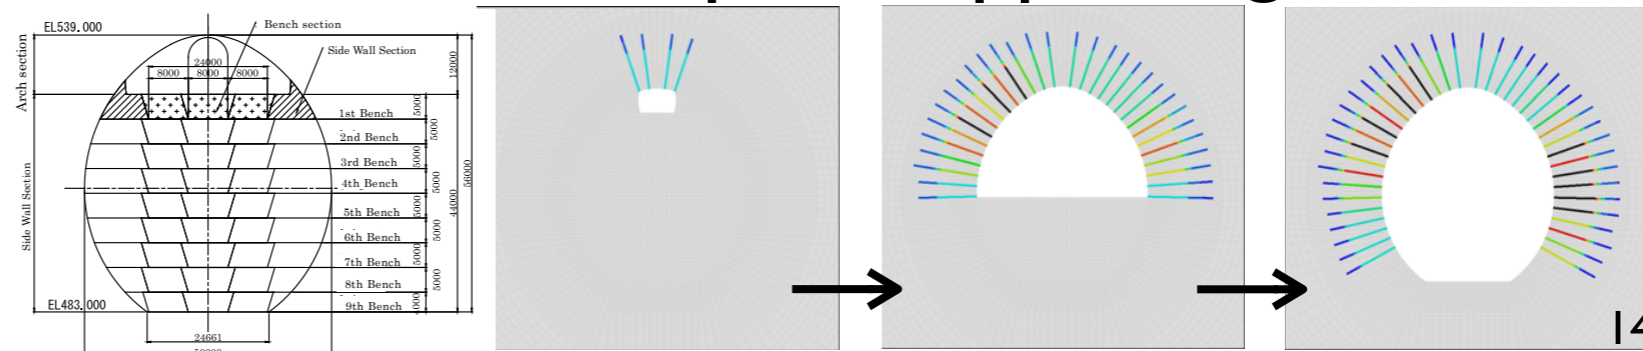 EL539.000
Bench section
Side Wall Section
Arch section
24000
8000
8000
8000
12000
1st Bench
2nd Bench
3rd Bench
4th Bench
5th Bench
6th Bench
7th Bench
8th Bench
9th Bench
5000
5000
5000
5000
5000
5000
5000
5000
4000
44000
56000
Side Wall Section
EL483.000
24661
14